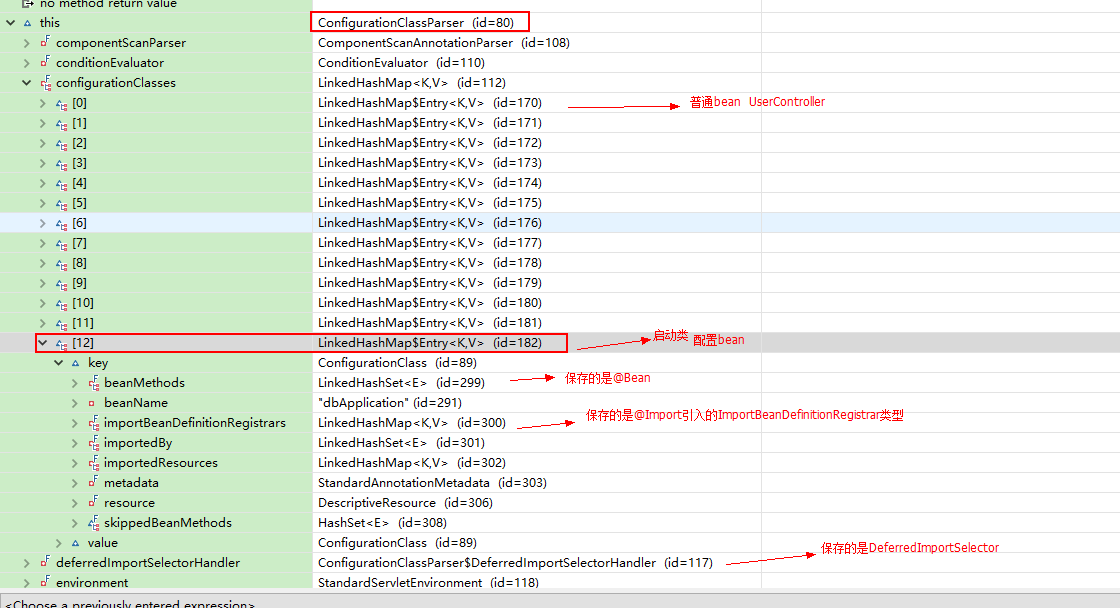 no method return value
this ConfigurationClassParser (id=80)
componentScanParser ComponentScanAnnotationParser (id=108)
conditionEvaluator ConditionEvaluator (id=110)
configurationClasses LinkedHashMap<K,V> (id=112)
[0] LinkedHashMap$Entry<K,V> (id=170) 普通bean UserController
[1] LinkedHashMap$Entry<K,V> (id=171)
[2] LinkedHashMap$Entry<K,V> (id=172)
[3] LinkedHashMap$Entry<K,V> (id=173)
[4] LinkedHashMap$Entry<K,V> (id=174)
[5] LinkedHashMap$Entry<K,V> (id=175)
[6] LinkedHashMap$Entry<K,V> (id=176)
[7] LinkedHashMap$Entry<K,V> (id=177)
[8] LinkedHashMap$Entry<K,V> (id=178)
[9] LinkedHashMap$Entry<K,V> (id=179)
[10] LinkedHashMap$Entry<K,V> (id=180)
[11] LinkedHashMap$Entry<K,V> (id=181)
[12] LinkedHashMap$Entry<K,V> (id=182) 启动类 配置bean
key ConfigurationClass (id=89)
beanMethods LinkedHashSet<E> (id=299) 保存的是@Bean
beanName "dbApplication" (id=291)
importBeanDefinitionRegistrars LinkedHashMap<K,V> (id=300) 保存的是@Import引入的ImportBeanDefinitionRegistrar类型
importedBy LinkedHashSet<E> (id=301)
importedResources LinkedHashMap<K,V> (id=302)
metadata StandardAnnotationMetadata (id=303)
resource DescriptiveResource (id=306)
skippedBeanMethods HashSet<E> (id=308)
value ConfigurationClass (id=89)
deferredImportSelectorHandler ConfigurationClassParser$DeferredImportSelectorHandler (id=117) 保存的是DeferredImportSelector
environment StandardServletEnvironment (id=118)
<Choose a previously entered expression>